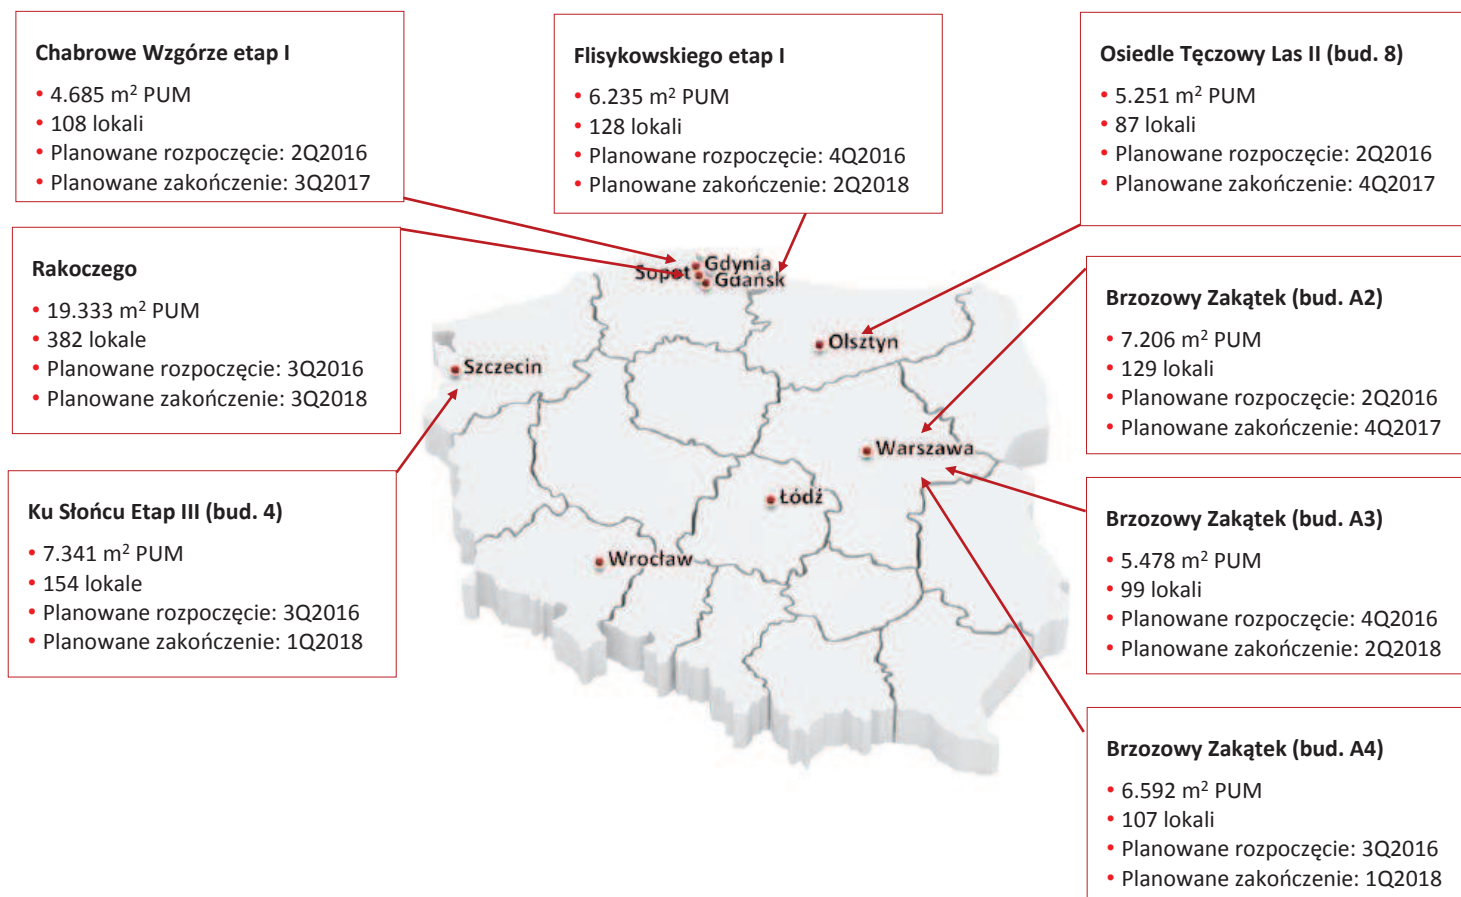 Chabrowe Wzgórze etap I
• 4.685 m² PUM
• 108 lokali
• Planowane rozpoczęcie: 2Q2016
• Planowane zakończenie: 3Q2017
Flisykowskiego etap I
• 6.235 m² PUM
• 128 lokali
• Planowane rozpoczęcie: 4Q2016
• Planowane zakończenie: 2Q2018
Osiedle Tęczowy Las II (bud. 8)
• 5.251 m² PUM
• 87 lokali
• Planowane rozpoczęcie: 2Q2016
• Planowane zakończenie: 4Q2017
Rakoczego
• 19.333 m² PUM
• 382 lokale
• Planowane rozpoczęcie: 3Q2016
• Planowane zakończenie: 3Q2018
Brzozowy Zakątek (bud. A2)
• 7.206 m² PUM
• 129 lokali
• Planowane rozpoczęcie: 2Q2016
• Planowane zakończenie: 4Q2017
Ku Słońcu Etap III (bud. 4)
• 7.341 m² PUM
• 154 lokale
• Planowane rozpoczęcie: 3Q2016
• Planowane zakończenie: 1Q2018
Brzozowy Zakątek (bud. A3)
• 5.478 m² PUM
• 99 lokali
• Planowane rozpoczęcie: 4Q2016
• Planowane zakończenie: 2Q2018
Brzozowy Zakątek (bud. A4)
• 6.592 m² PUM
• 107 lokali
• Planowane rozpoczęcie: 3Q2016
• Planowane zakończenie: 1Q2018
Gdynia
Sopot
Gdańsk
Olsztyn
Szczecin
Warszawa
Łódź
Wrocław